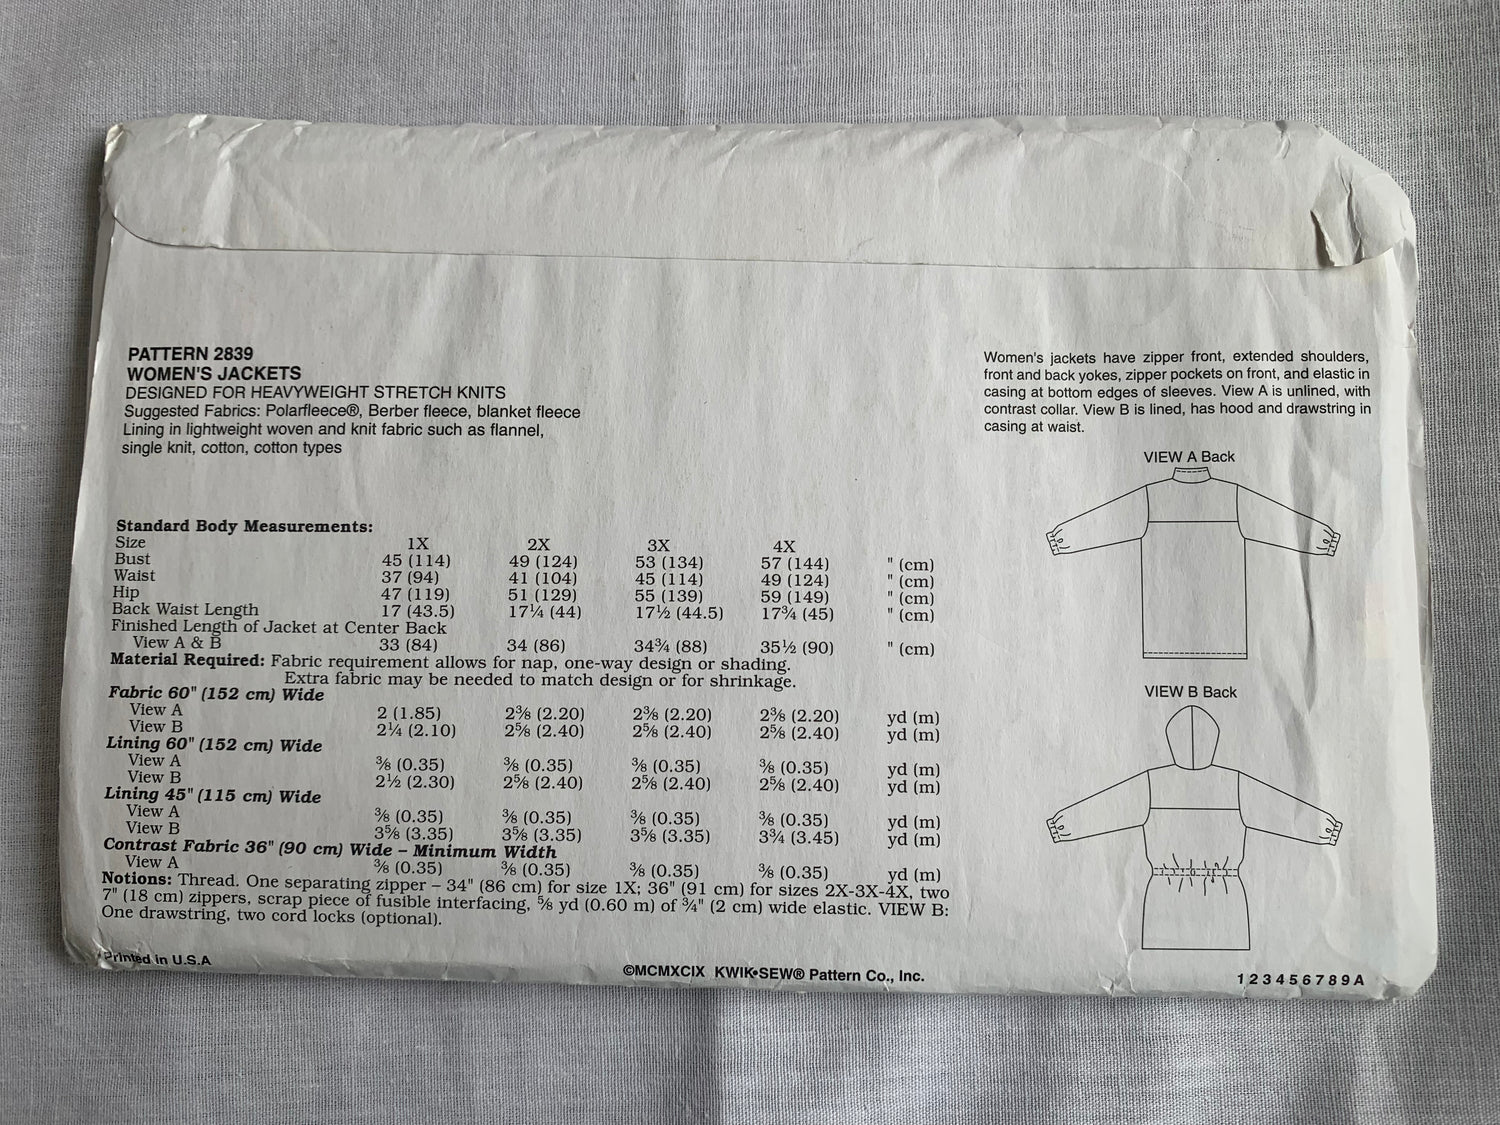 PATTERN 2839
WOMEN'S JACKETS
DESIGNED FOR HEAVYWEIGHT STRETCH KNITS
Suggested Fabrics: Polarfleece®, Berber fleece, blanket fleece
Lining in lightweight woven and knit fabric such as flannel,
single knit, cotton, cotton types
Women's jackets have zipper front, extended shoulders,
front and back yokes, zipper pockets on front, and elastic in
casing at bottom edges of sleeves. View A is unlined, with
contrast collar. View B is lined, has hood and drawstring in
casing at waist.
VIEW A Back
VIEW B Back
Standard Body Measurements:
Size 1X 2X 3X 4X
Bust 45 (114) 49 (124) 53 (134) 57 (144) " (cm)
Waist 37 (94) 41 (104) 45 (114) 49 (124) " (cm)
Hip 47 (119) 51 (129) 55 (139) 59 (149) " (cm)
Back Waist Length 17 (43.5) 17¼ (44) 17½ (44.5) 17¾ (45) " (cm)
Finished Length of Jacket at Center Back
View A & B 33 (84) 34 (86) 34¾ (88) 35½ (90) " (cm)
Material Required: Fabric requirement allows for nap, one-way design or shading.
Extra fabric may be needed to match design or for shrinkage.
Fabric 60" (152 cm) Wide
View A 2 (1.85) 2⅜ (2.20) 2⅜ (2.20) 2⅜ (2.20) yd (m)
View B 2¼ (2.10) 2⅝ (2.40) 2⅝ (2.40) 2⅝ (2.40) yd (m)
Lining 60" (152 cm) Wide
View A ⅜ (0.35) ⅜ (0.35) ⅜ (0.35) ⅜ (0.35) yd (m)
View B 2½ (2.30) 2⅝ (2.40) 2⅝ (2.40) 2⅝ (2.40) yd (m)
Lining 45" (115 cm) Wide
View A ⅜ (0.35) ⅜ (0.35) ⅜ (0.35) ⅜ (0.35) yd (m)
View B 3⅝ (3.35) 3⅝ (3.35) 3⅝ (3.35) 3¾ (3.45) yd (m)
Contrast Fabric 36" (90 cm) Wide – Minimum Width
View A ⅜ (0.35) ⅜ (0.35) ⅜ (0.35) ⅜ (0.35) yd (m)
Notions: Thread. One separating zipper – 34" (86 cm) for size 1X; 36" (91 cm) for sizes 2X-3X-4X, two
7" (18 cm) zippers, scrap piece of fusible interfacing, ⅝ yd (0.60 m) of ¾" (2 cm) wide elastic. VIEW B:
One drawstring, two cord locks (optional).
Printed in U.S.A
©MCMXCIX KWIK•SEW® Pattern Co., Inc.
1 2 3 4 5 6 7 8 9 A